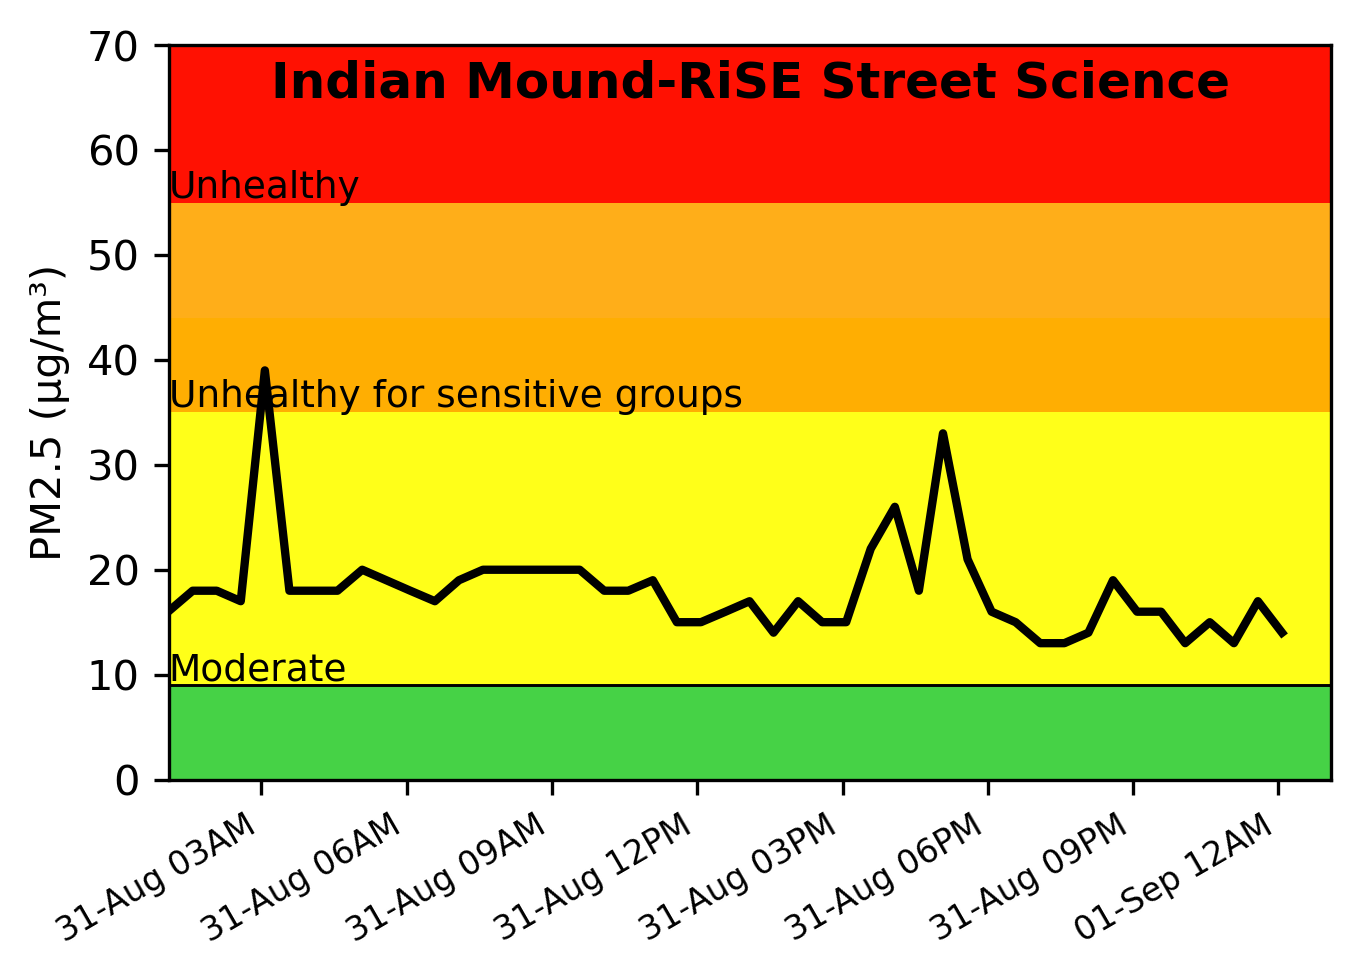 Indian Mound-RiSE Street Science
PM2.5 (µg/m³)
70
60
50
40
30
20
10
0
Unhealthy
Unhealthy for sensitive groups
Moderate
31-Aug 03AM
31-Aug 06AM
31-Aug 09AM
31-Aug 12PM
31-Aug 03PM
31-Aug 06PM
31-Aug 09PM
01-Sep 12AM